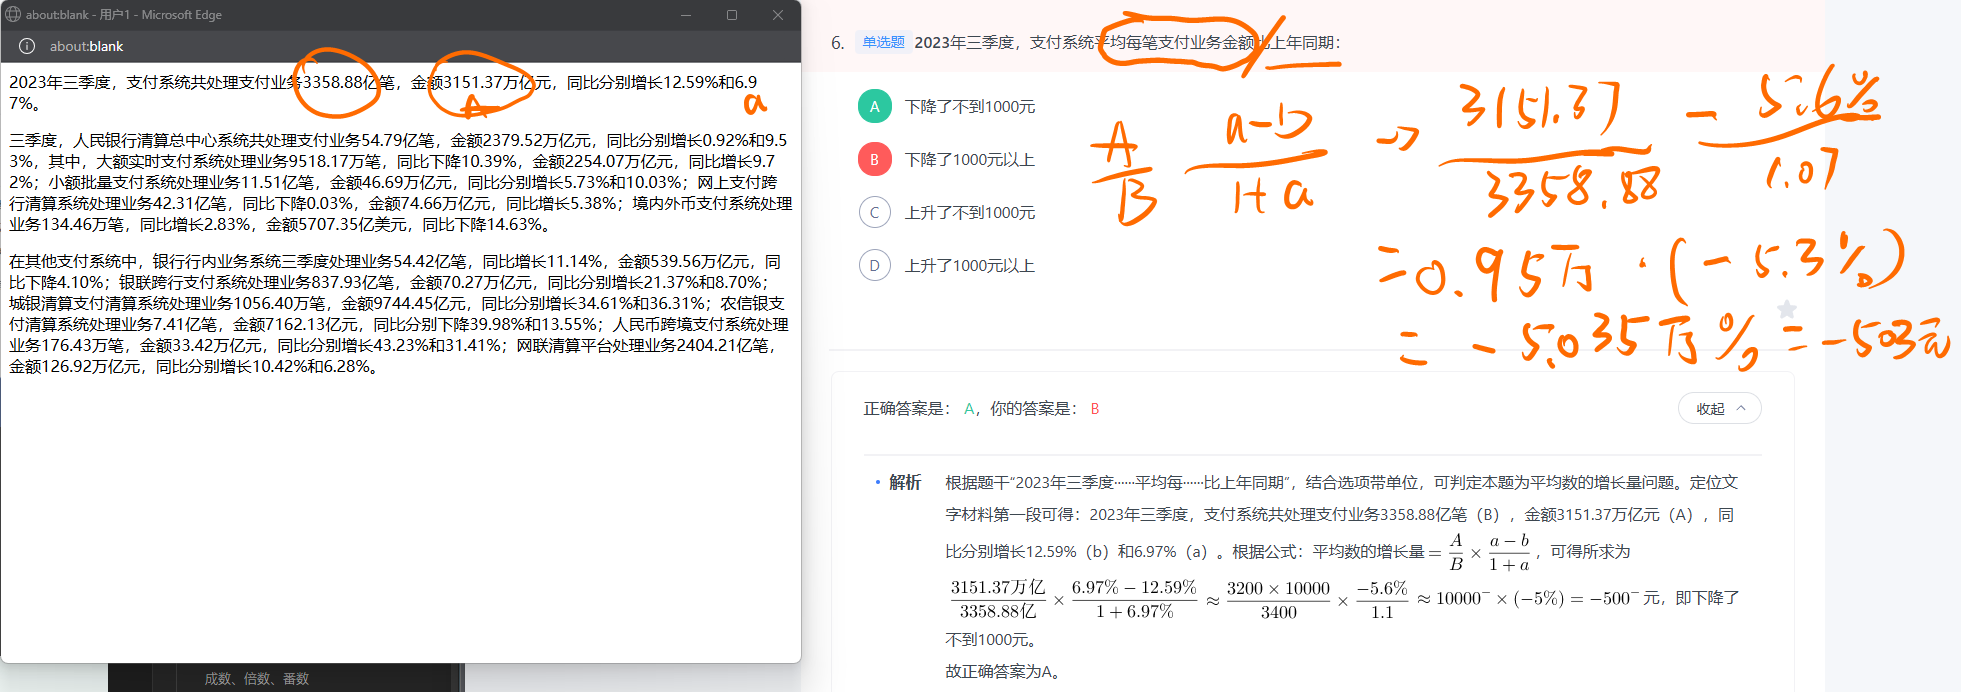 about:blank - 用户1 - Microsoft Edge
about:blank
2023年三季度，支付系统共处理支付业务3358.88亿笔，金额3151.37万亿元，同比分别增长12.59%和6.9
7%。
A
a
三季度，人民银行清算总中心系统共处理支付业务54.79亿笔，金额2379.52万亿元，同比分别增长0.92%和9.5
3%，其中，大额实时支付系统处理业务9518.17万笔，同比下降10.39%，金额2254.07万亿元，同比增长9.7
2%；小额批量支付系统处理业务11.51亿笔，金额46.69万亿元，同比分别增长5.73%和10.03%；网上支付跨
行清算系统处理业务42.31亿笔，同比下降0.03%，金额74.66万亿元，同比增长5.38%；境内外币支付系统处理
业务134.46万笔，同比增长2.83%，金额5707.35亿美元，同比下降14.63%。
在其他支付系统中，银行行内业务系统三季度处理业务54.42亿笔，同比增长11.14%，金额539.56万亿元，同
比下降4.10%；银联跨行支付系统处理业务837.93亿笔，金额70.27万亿元，同比分别增长21.37%和8.70%；
城银清算支付清算系统处理业务1056.40万笔，金额9744.45亿元，同比分别增长34.61%和36.31%；农信银支
付清算系统处理业务7.41亿笔，金额7162.13亿元，同比分别下降39.98%和13.55%；人民币跨境支付系统处理
业务176.43万笔，金额33.42万亿元，同比分别增长43.23%和31.41%；网联清算平台处理业务2404.21亿笔，
金额126.92万亿元，同比分别增长10.42%和6.28%。
成数、倍数、番数
6. 单选题 2023年三季度，支付系统平均每笔支付业务金额比上年同期：
A 下降了不到1000元
B 下降了1000元以上
C 上升了不到1000元
D 上升了1000元以上
A/B (a-b)/(1+a) → 3151.37/3358.88 -5.6%/1.07
=0.95万·(-5.3%)
= -5.035万% = -503元
正确答案是： A，你的答案是： B
收起
• 解析 根据题干“2023年三季度……平均每……比上年同期”，结合选项带单位，可判定本题为平均数的增长量问题。定位文
字材料第一段可得：2023年三季度，支付系统共处理支付业务3358.88亿笔（B），金额3151.37万亿元（A），同
比分别增长12.59%（b）和6.97%（a）。根据公式：平均数的增长量＝A/B × (a−b)/(1+a)，可得所求为
3151.37万亿/3358.88亿 × (6.97%−12.59%)/(1+6.97%) ≈ (3200×10000)/3400 × −5.6%/1.1 ≈ 10000⁻ × (−5%) = −500⁻元，即下降了
不到1000元。
故正确答案为A。